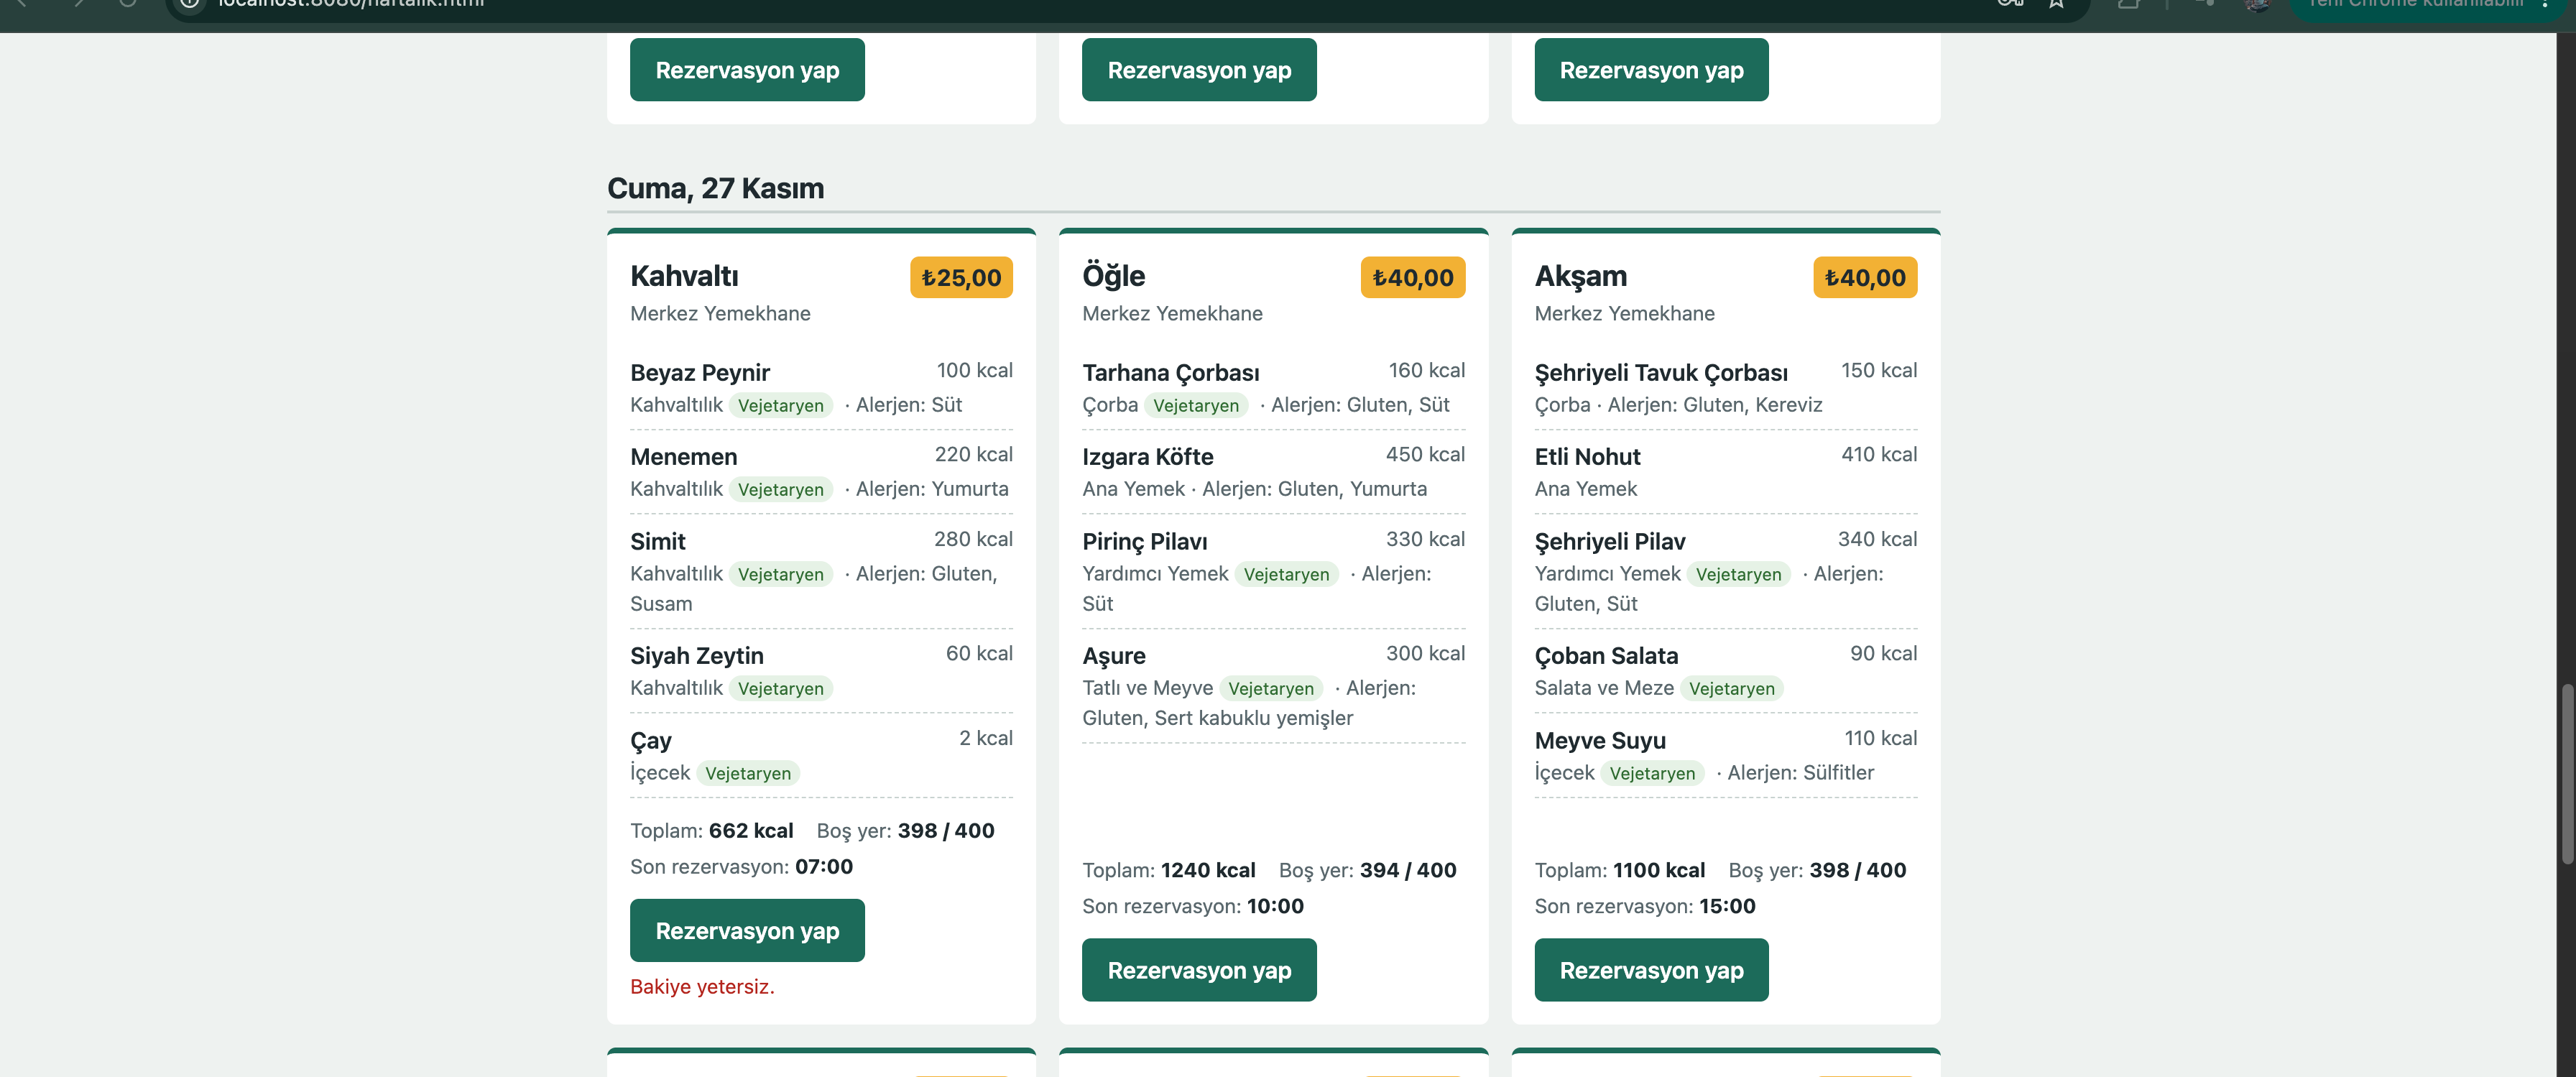 localhost:8080/haftalik.html
Yeni Chrome kullanılabilir
Rezervasyon yap
Rezervasyon yap
Rezervasyon yap
Cuma, 27 Kasım
Kahvaltı
₺25,00
Merkez Yemekhane
Beyaz Peynir
100 kcal
Kahvaltılık Vejetaryen · Alerjen: Süt
Menemen
220 kcal
Kahvaltılık Vejetaryen · Alerjen: Yumurta
Simit
280 kcal
Kahvaltılık Vejetaryen · Alerjen: Gluten,
Susam
Siyah Zeytin
60 kcal
Kahvaltılık Vejetaryen
Çay
2 kcal
İçecek Vejetaryen
Toplam: 662 kcal Boş yer: 398 / 400
Son rezervasyon: 07:00
Rezervasyon yap
Bakiye yetersiz.
Öğle
₺40,00
Merkez Yemekhane
Tarhana Çorbası
160 kcal
Çorba Vejetaryen · Alerjen: Gluten, Süt
Izgara Köfte
450 kcal
Ana Yemek · Alerjen: Gluten, Yumurta
Pirinç Pilavı
330 kcal
Yardımcı Yemek Vejetaryen · Alerjen:
Süt
Aşure
300 kcal
Tatlı ve Meyve Vejetaryen · Alerjen:
Gluten, Sert kabuklu yemişler
Toplam: 1240 kcal Boş yer: 394 / 400
Son rezervasyon: 10:00
Rezervasyon yap
Akşam
₺40,00
Merkez Yemekhane
Şehriyeli Tavuk Çorbası
150 kcal
Çorba · Alerjen: Gluten, Kereviz
Etli Nohut
410 kcal
Ana Yemek
Şehriyeli Pilav
340 kcal
Yardımcı Yemek Vejetaryen · Alerjen:
Gluten, Süt
Çoban Salata
90 kcal
Salata ve Meze Vejetaryen
Meyve Suyu
110 kcal
İçecek Vejetaryen · Alerjen: Sülfitler
Toplam: 1100 kcal Boş yer: 398 / 400
Son rezervasyon: 15:00
Rezervasyon yap